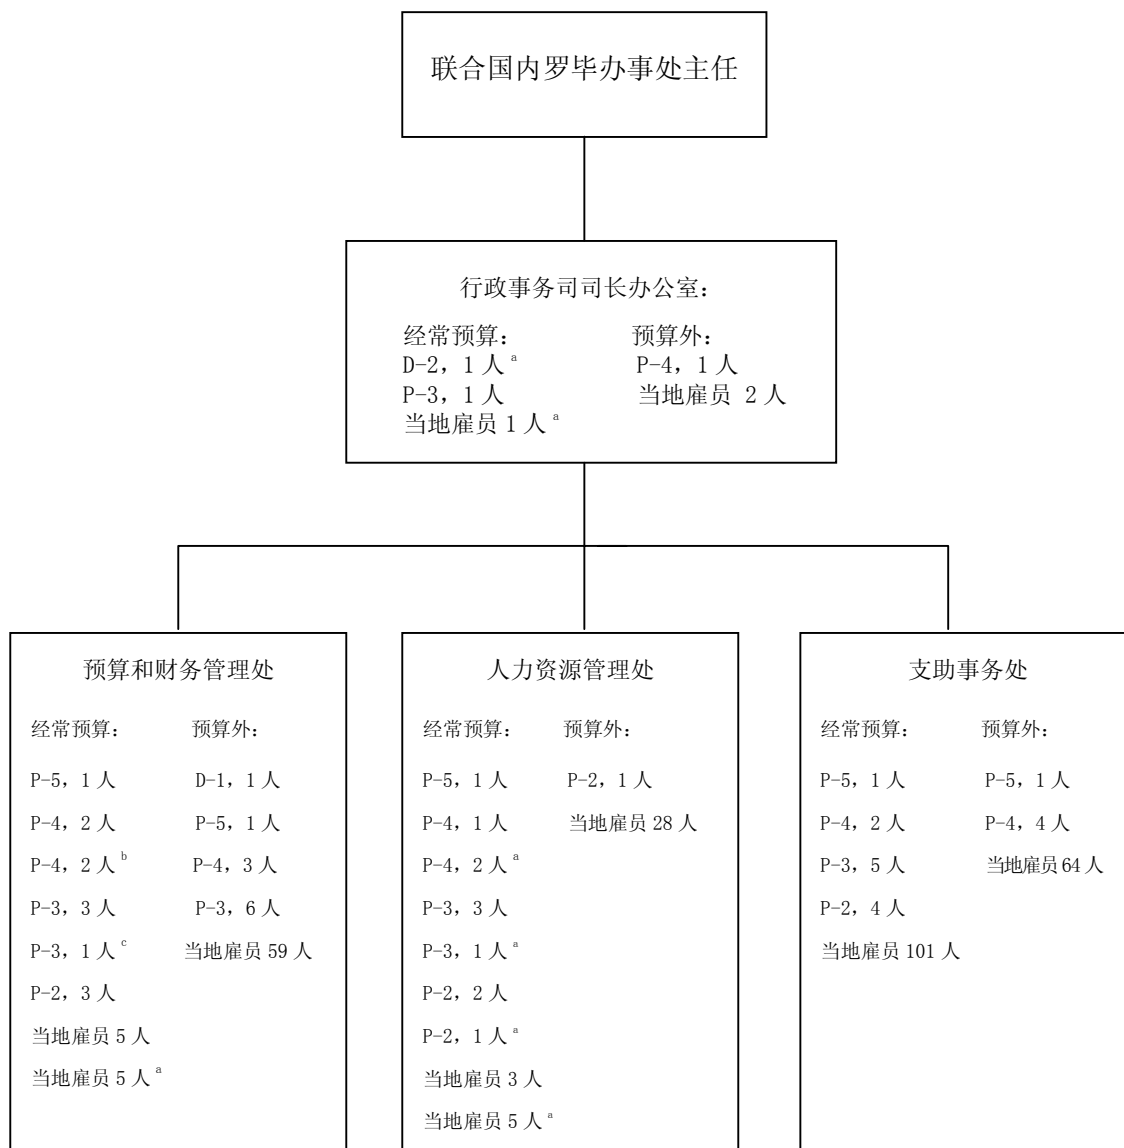 联合国内罗毕办事处主任
行政事务司司长办公室：
经常预算： 预算外：
D-2，1 人 a P-4，1 人
P-3，1 人 当地雇员 2 人
当地雇员 1 人 a
预算和财务管理处
经常预算： 预算外：
P-5，1 人 D-1，1 人
P-4，2 人 P-5，1 人
P-4，2 人 b P-4，3 人
P-3，3 人 P-3，6 人
P-3，1 人 c 当地雇员 59 人
P-2，3 人
当地雇员 5 人
当地雇员 5 人 a
人力资源管理处
经常预算： 预算外：
P-5，1 人 P-2，1 人
P-4，1 人 当地雇员 28 人
P-4，2 人 a
P-3，3 人
P-3，1 人 a
P-2，2 人
P-2，1 人 a
当地雇员 3 人
当地雇员 5 人 a
支助事务处
经常预算： 预算外：
P-5，1 人 P-5，1 人
P-4，2 人 P-4，4 人
P-3，5 人 当地雇员 64 人
P-2，4 人
当地雇员 101 人